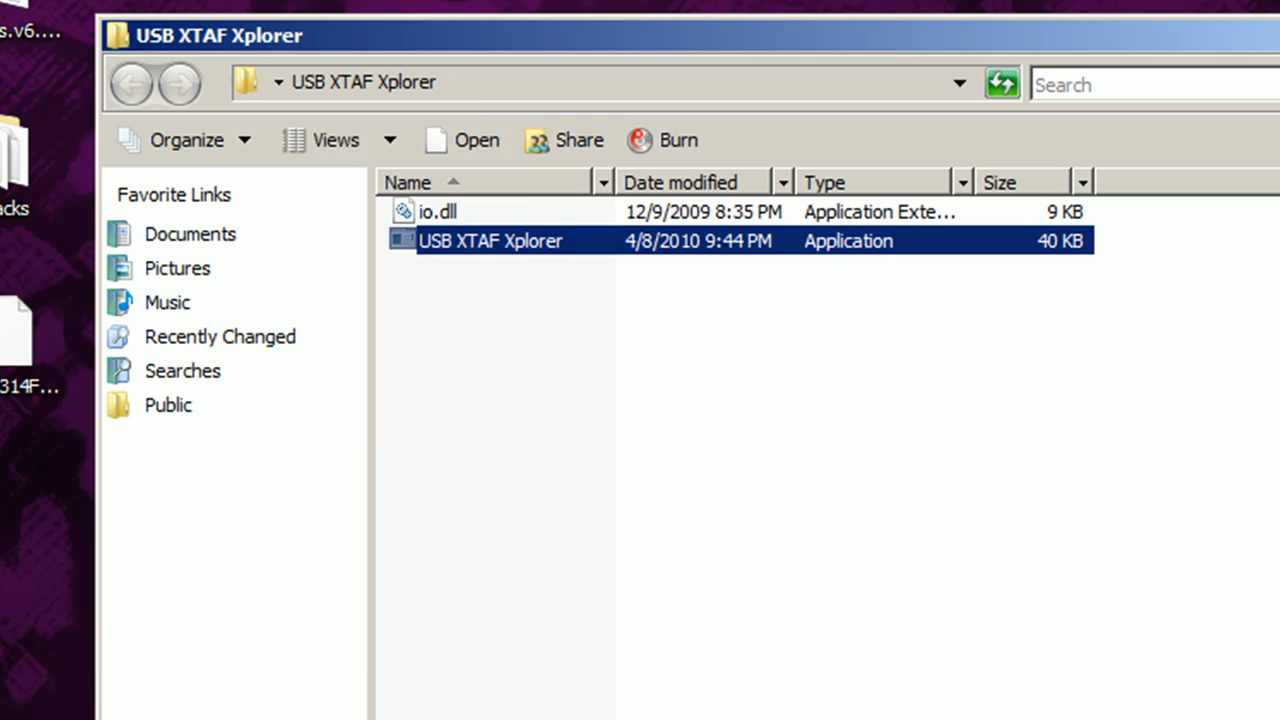 s.v6....
USB XTAF Xplorer
USB XTAF Xplorer
Search
Organize Views Open Share Burn
Favorite Links
Documents
Pictures
Music
Recently Changed
Searches
Public
Name Date modified Type Size
io.dll 12/9/2009 8:35 PM Application Exte... 9 KB
USB XTAF Xplorer 4/8/2010 9:44 PM Application 40 KB
acks
314F...